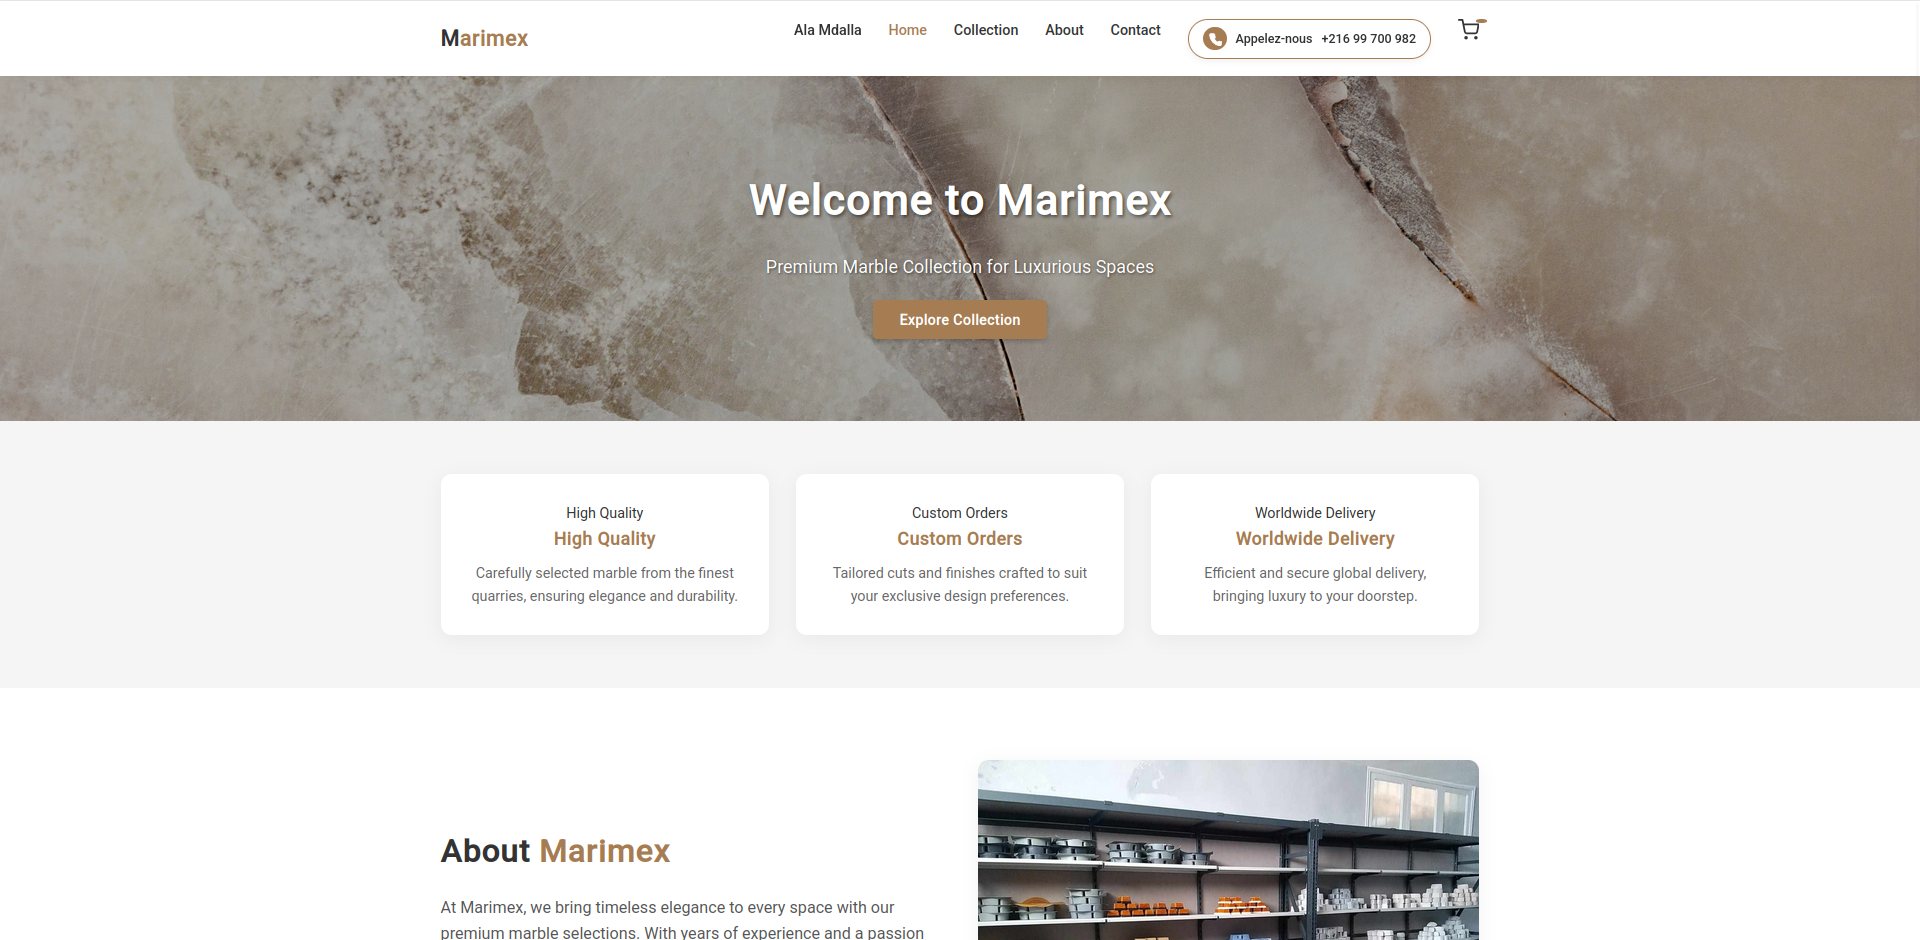 Marimex
Ala Mdalla
Home
Collection
About
Contact
Appelez-nous +216 99 700 982
Welcome to Marimex
Premium Marble Collection for Luxurious Spaces
Explore Collection
High Quality
High Quality
Carefully selected marble from the finest
quarries, ensuring elegance and durability.
Custom Orders
Custom Orders
Tailored cuts and finishes crafted to suit
your exclusive design preferences.
Worldwide Delivery
Worldwide Delivery
Efficient and secure global delivery,
bringing luxury to your doorstep.
About Marimex
At Marimex, we bring timeless elegance to every space with our
premium marble selections. With years of experience and a passion